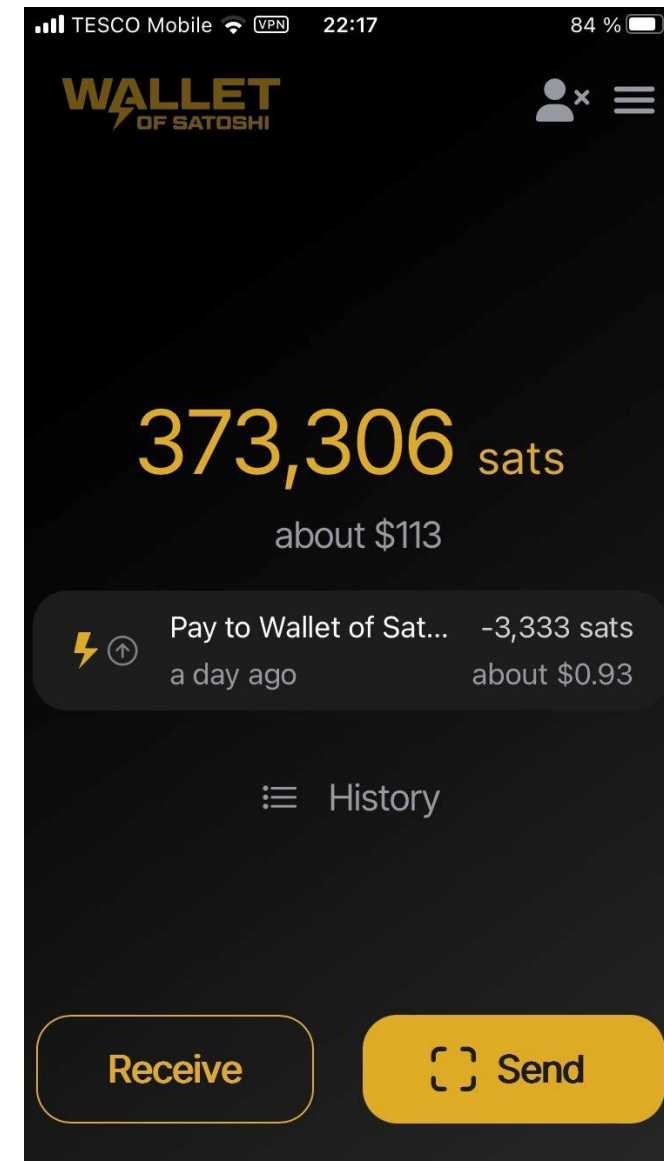 TESCO Mobile VPN 22:17 84 %
WALLET
OF SATOSHI
373,306 sats
about $113
Pay to Wallet of Sat... -3,333 sats
a day ago about $0.93
History
Receive Send